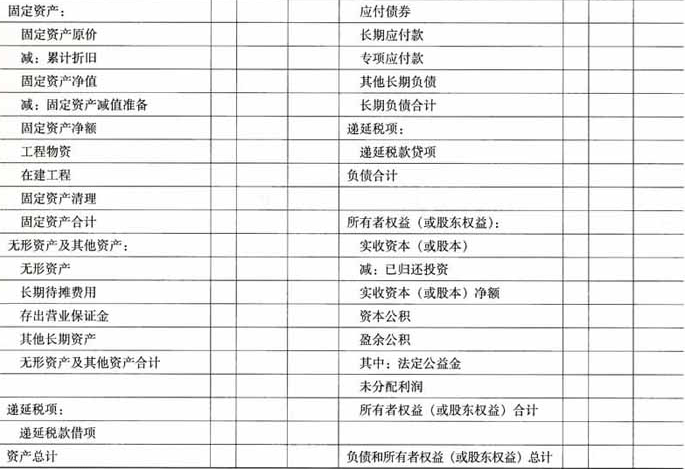 固定资产：
固定资产原价
减：累计折旧
固定资产净值
减：固定资产减值准备
固定资产净额
工程物资
在建工程
固定资产清理
固定资产合计
无形资产及其他资产：
无形资产
长期待摊费用
存出营业保证金
其他长期资产
无形资产及其他资产合计
递延税项：
递延税款借项
资产总计
应付债券
长期应付款
专项应付款
其他长期负债
长期负债合计
递延税项：
递延税款贷项
负债合计
所有者权益（或股东权益）：
实收资本（或股本）
减：已归还投资
实收资本（或股本）净额
资本公积
盈余公积
其中：法定公益金
未分配利润
所有者权益（或股东权益）合计
负债和所有者权益（或股东权益）总计